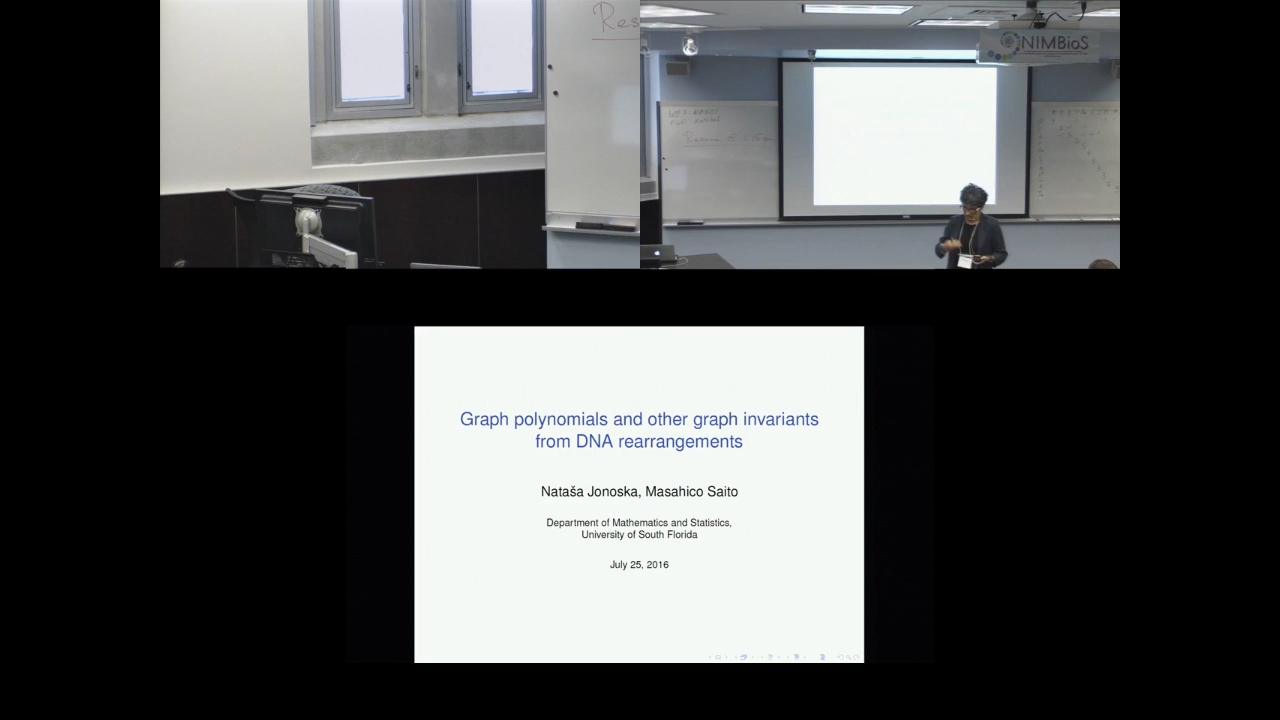 Res
NIMBioS
Graph polynomials and other graph invariants
from DNA rearrangements
Nataša Jonoska, Masahico Saito
Department of Mathematics and Statistics,
University of South Florida
July 25, 2016